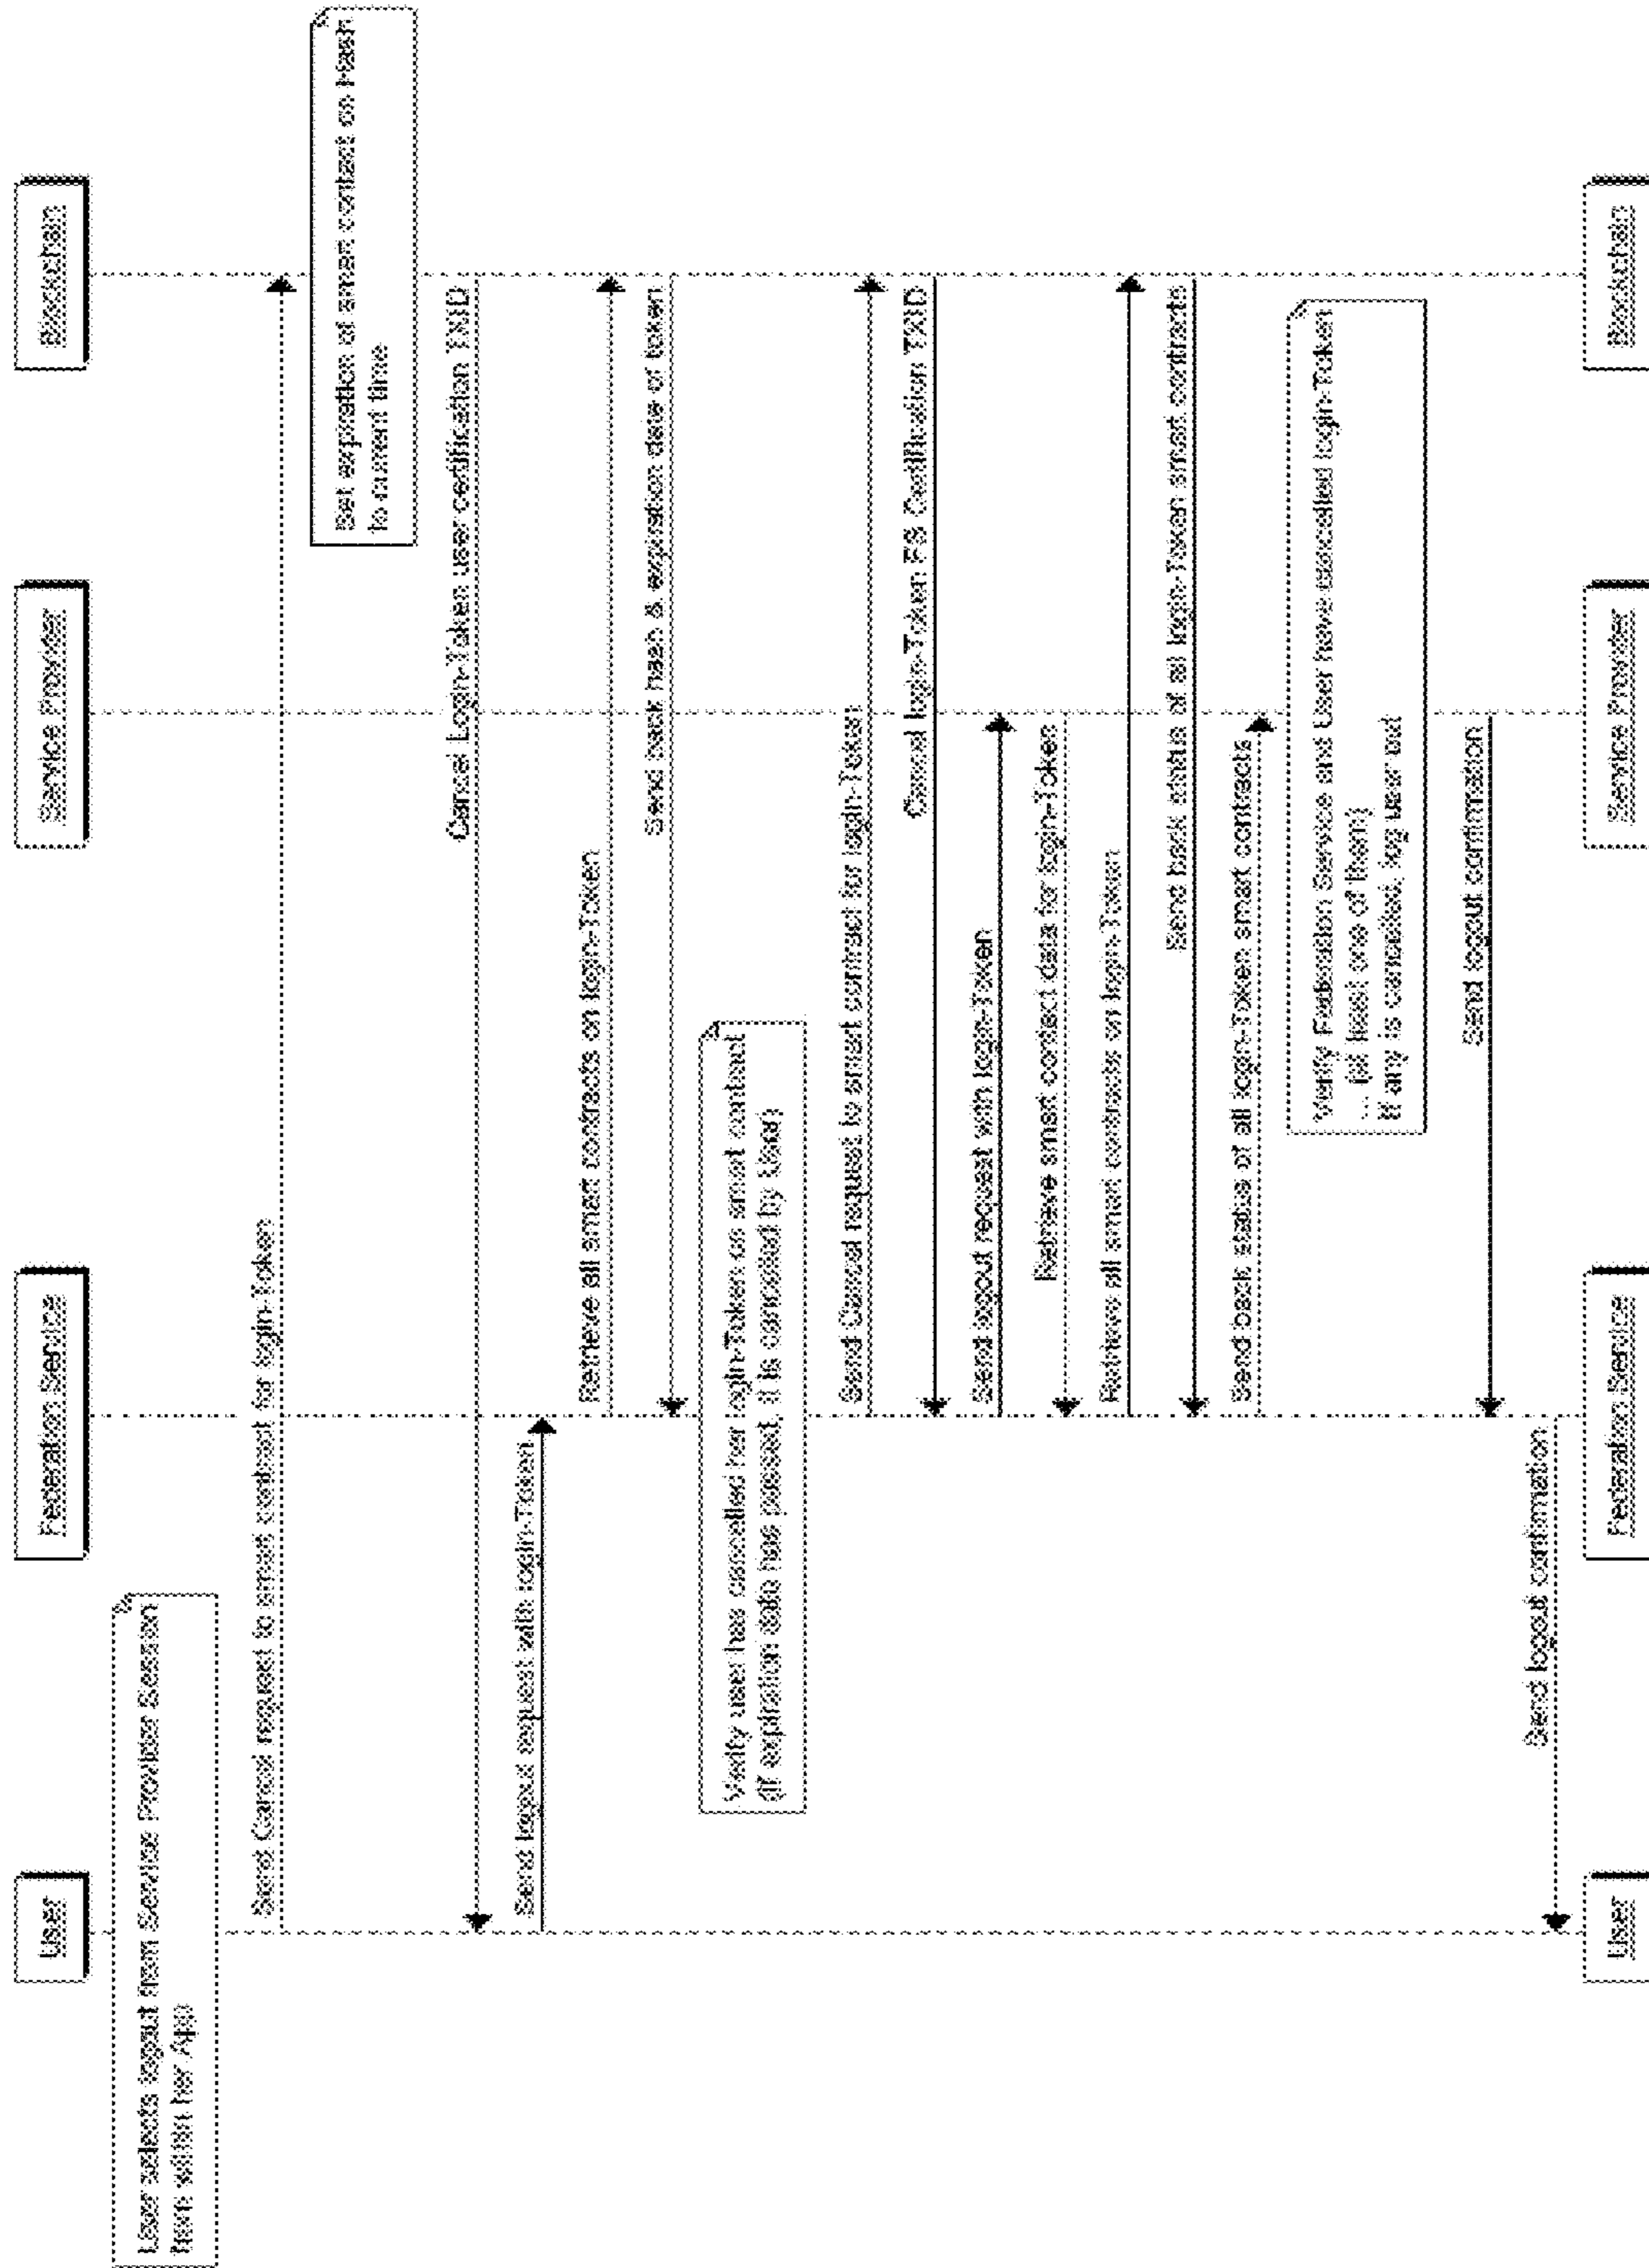 User
Federation Service
Service Provider
Blockchain
User selects logout from Service Provider Session
from within her App
Send Cancel request to smart contract for login-Token
Set expiration of smart contact on Hash
to current time
Cancel Login-Token user certification TXID
Send logout request with login-Token
Retrieve all smart contracts on login-Token
Send back hash & expiration date of token
Verify user has cancelled her login-Token on smart contract
(if expiration date has passed, it is cancelled by User)
Send Cancel request to smart contract for login-Token
Cancel login-Token FS Certification TXID
Send logout request with login-Token
Retrieve smart contact data for login-Token
Retrieve all smart contracts on login-Token
Send back status of all login-Token smart contracts
Send back status of all login-Token smart contracts
Verify Federation Service and User have cancelled login-Token
... (at least one of them)
If any is cancelled, log user out
Send logout confirmation
Send logout confirmation
User
Federation Service
Service Provider
Blockchain